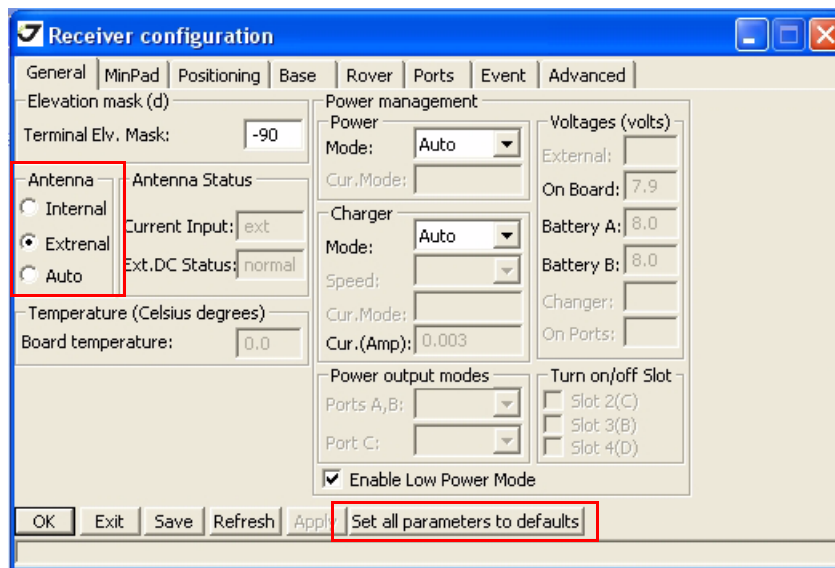 Receiver configuration
General MinPad Positioning Base Rover Ports Event Advanced
Elevation mask (d)
Terminal Elv. Mask: -90
Antenna
Internal
Extrenal
Auto
Antenna Status
Current Input: ext
Ext.DC Status: normal
Temperature (Celsius degrees)
Board temperature: 0.0
Power management
Power
Mode: Auto
Cur.Mode:
Charger
Mode: Auto
Speed:
Cur.Mode:
Cur.(Amp): 0.003
Voltages (volts)
External:
On Board: 7.9
Battery A: 8.0
Battery B: 8.0
Changer:
On Ports:
Power output modes
Ports A,B:
Port C:
Turn on/off Slot
Slot 2(C)
Slot 3(B)
Slot 4(D)
Enable Low Power Mode
OK Exit Save Refresh Apply Set all parameters to defaults